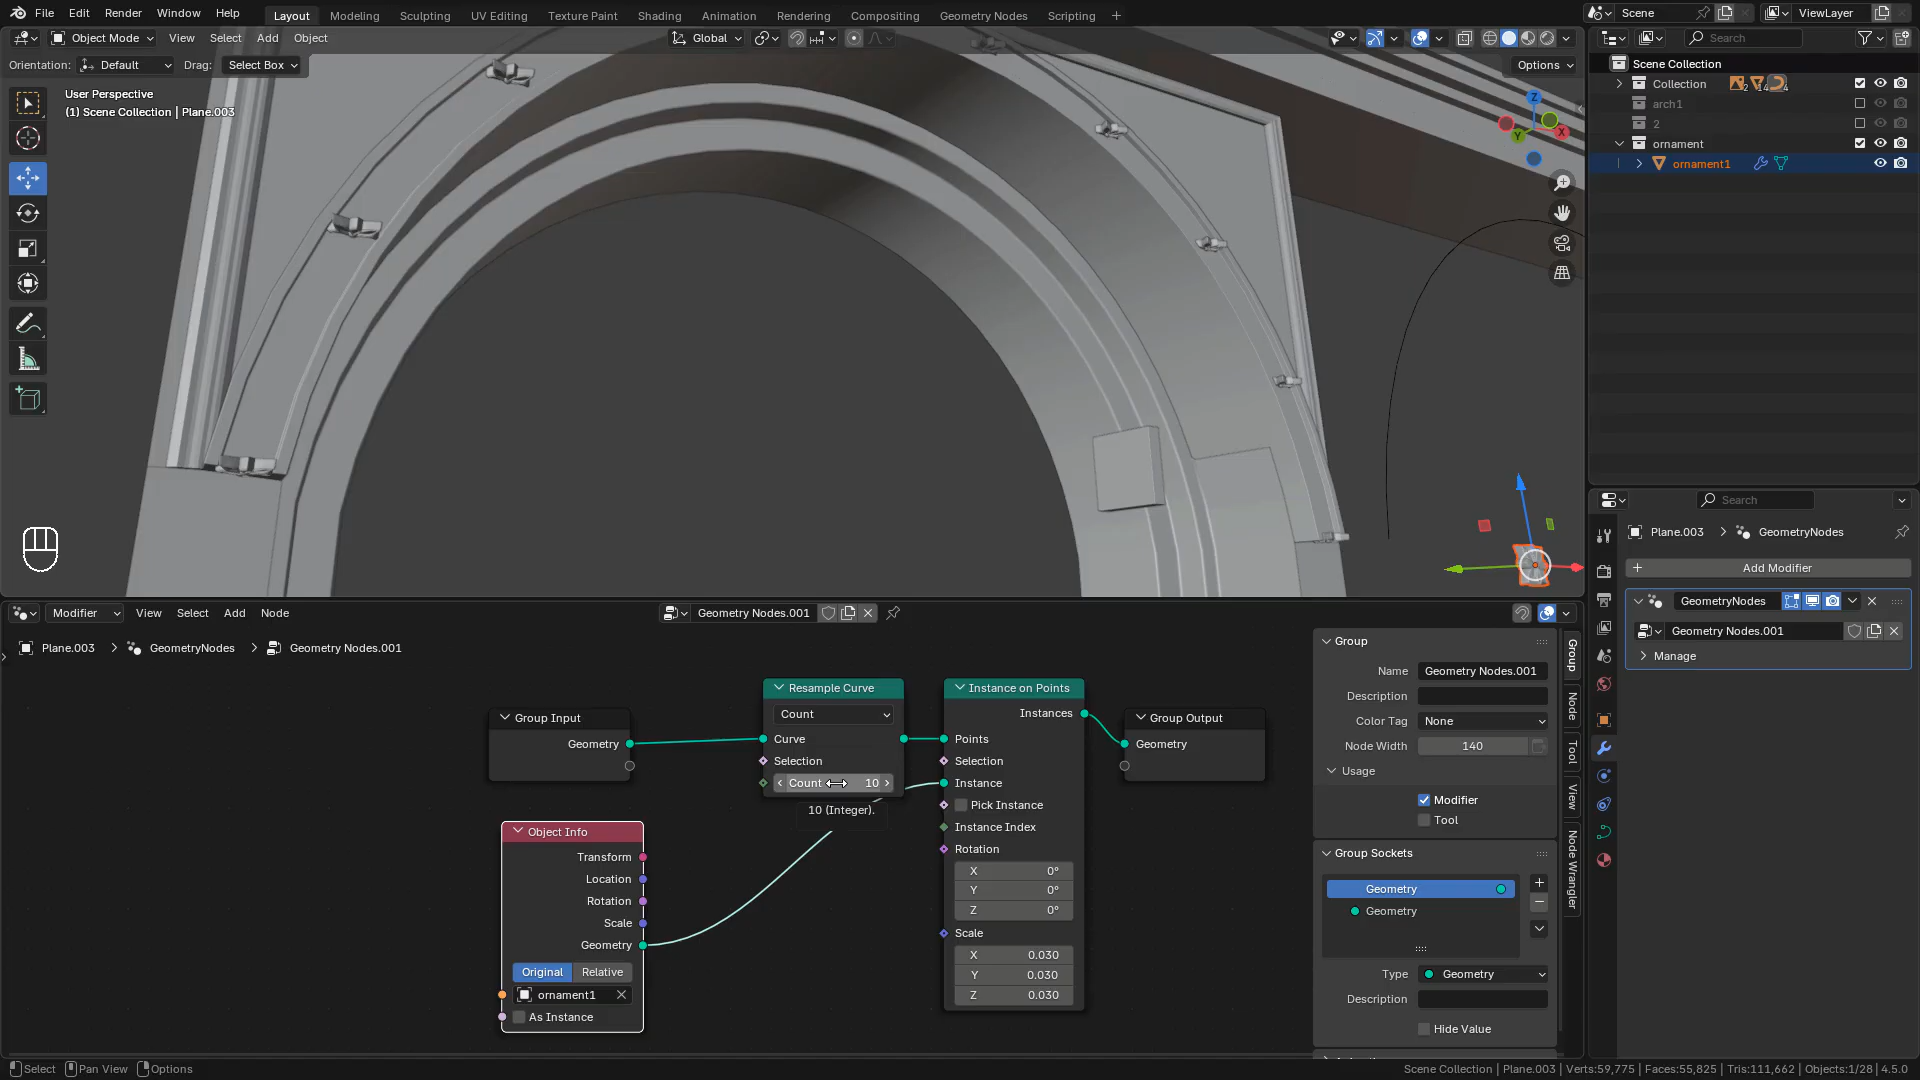 File Edit Render Window Help Layout Modeling Sculpting UV Editing Texture Paint Shading Animation Rendering Compositing Geometry Nodes Scripting + Scene ViewLayer
Object Mode View Select Add Object Global Search
Orientation: Default Drag: Select Box Options
Scene Collection
User Perspective
(1) Scene Collection | Plane.003
Collection 2 14 4
arch1
2
ornament
ornament1
Z
Y
X
Search
Plane.003 GeometryNodes
Add Modifier
GeometryNodes
Geometry Nodes.001
Manage
Modifier View Select Add Node Geometry Nodes.001
Plane.003 GeometryNodes Geometry Nodes.001
Group Input
Geometry
Resample Curve
Count
Curve
Selection
Count 10
10 (Integer).
Instance on Points
Instances
Points
Selection
Instance
Pick Instance
Instance Index
Rotation
X 0°
Y 0°
Z 0°
Scale
X 0.030
Y 0.030
Z 0.030
Group Output
Geometry
Object Info
Transform
Location
Rotation
Scale
Geometry
Original Relative
ornament1
As Instance
Group
Name Geometry Nodes.001
Description
Color Tag None
Node Width 140
Usage
Modifier
Tool
Group Sockets
Geometry
Geometry
Type Geometry
Description
Hide Value
Group
Node
Tool
View
Node Wrangler
Select Pan View Options
Scene Collection | Plane.003 | Verts:59,775 | Faces:55,825 | Tris:111,662 | Objects:1/28 | 4.5.0